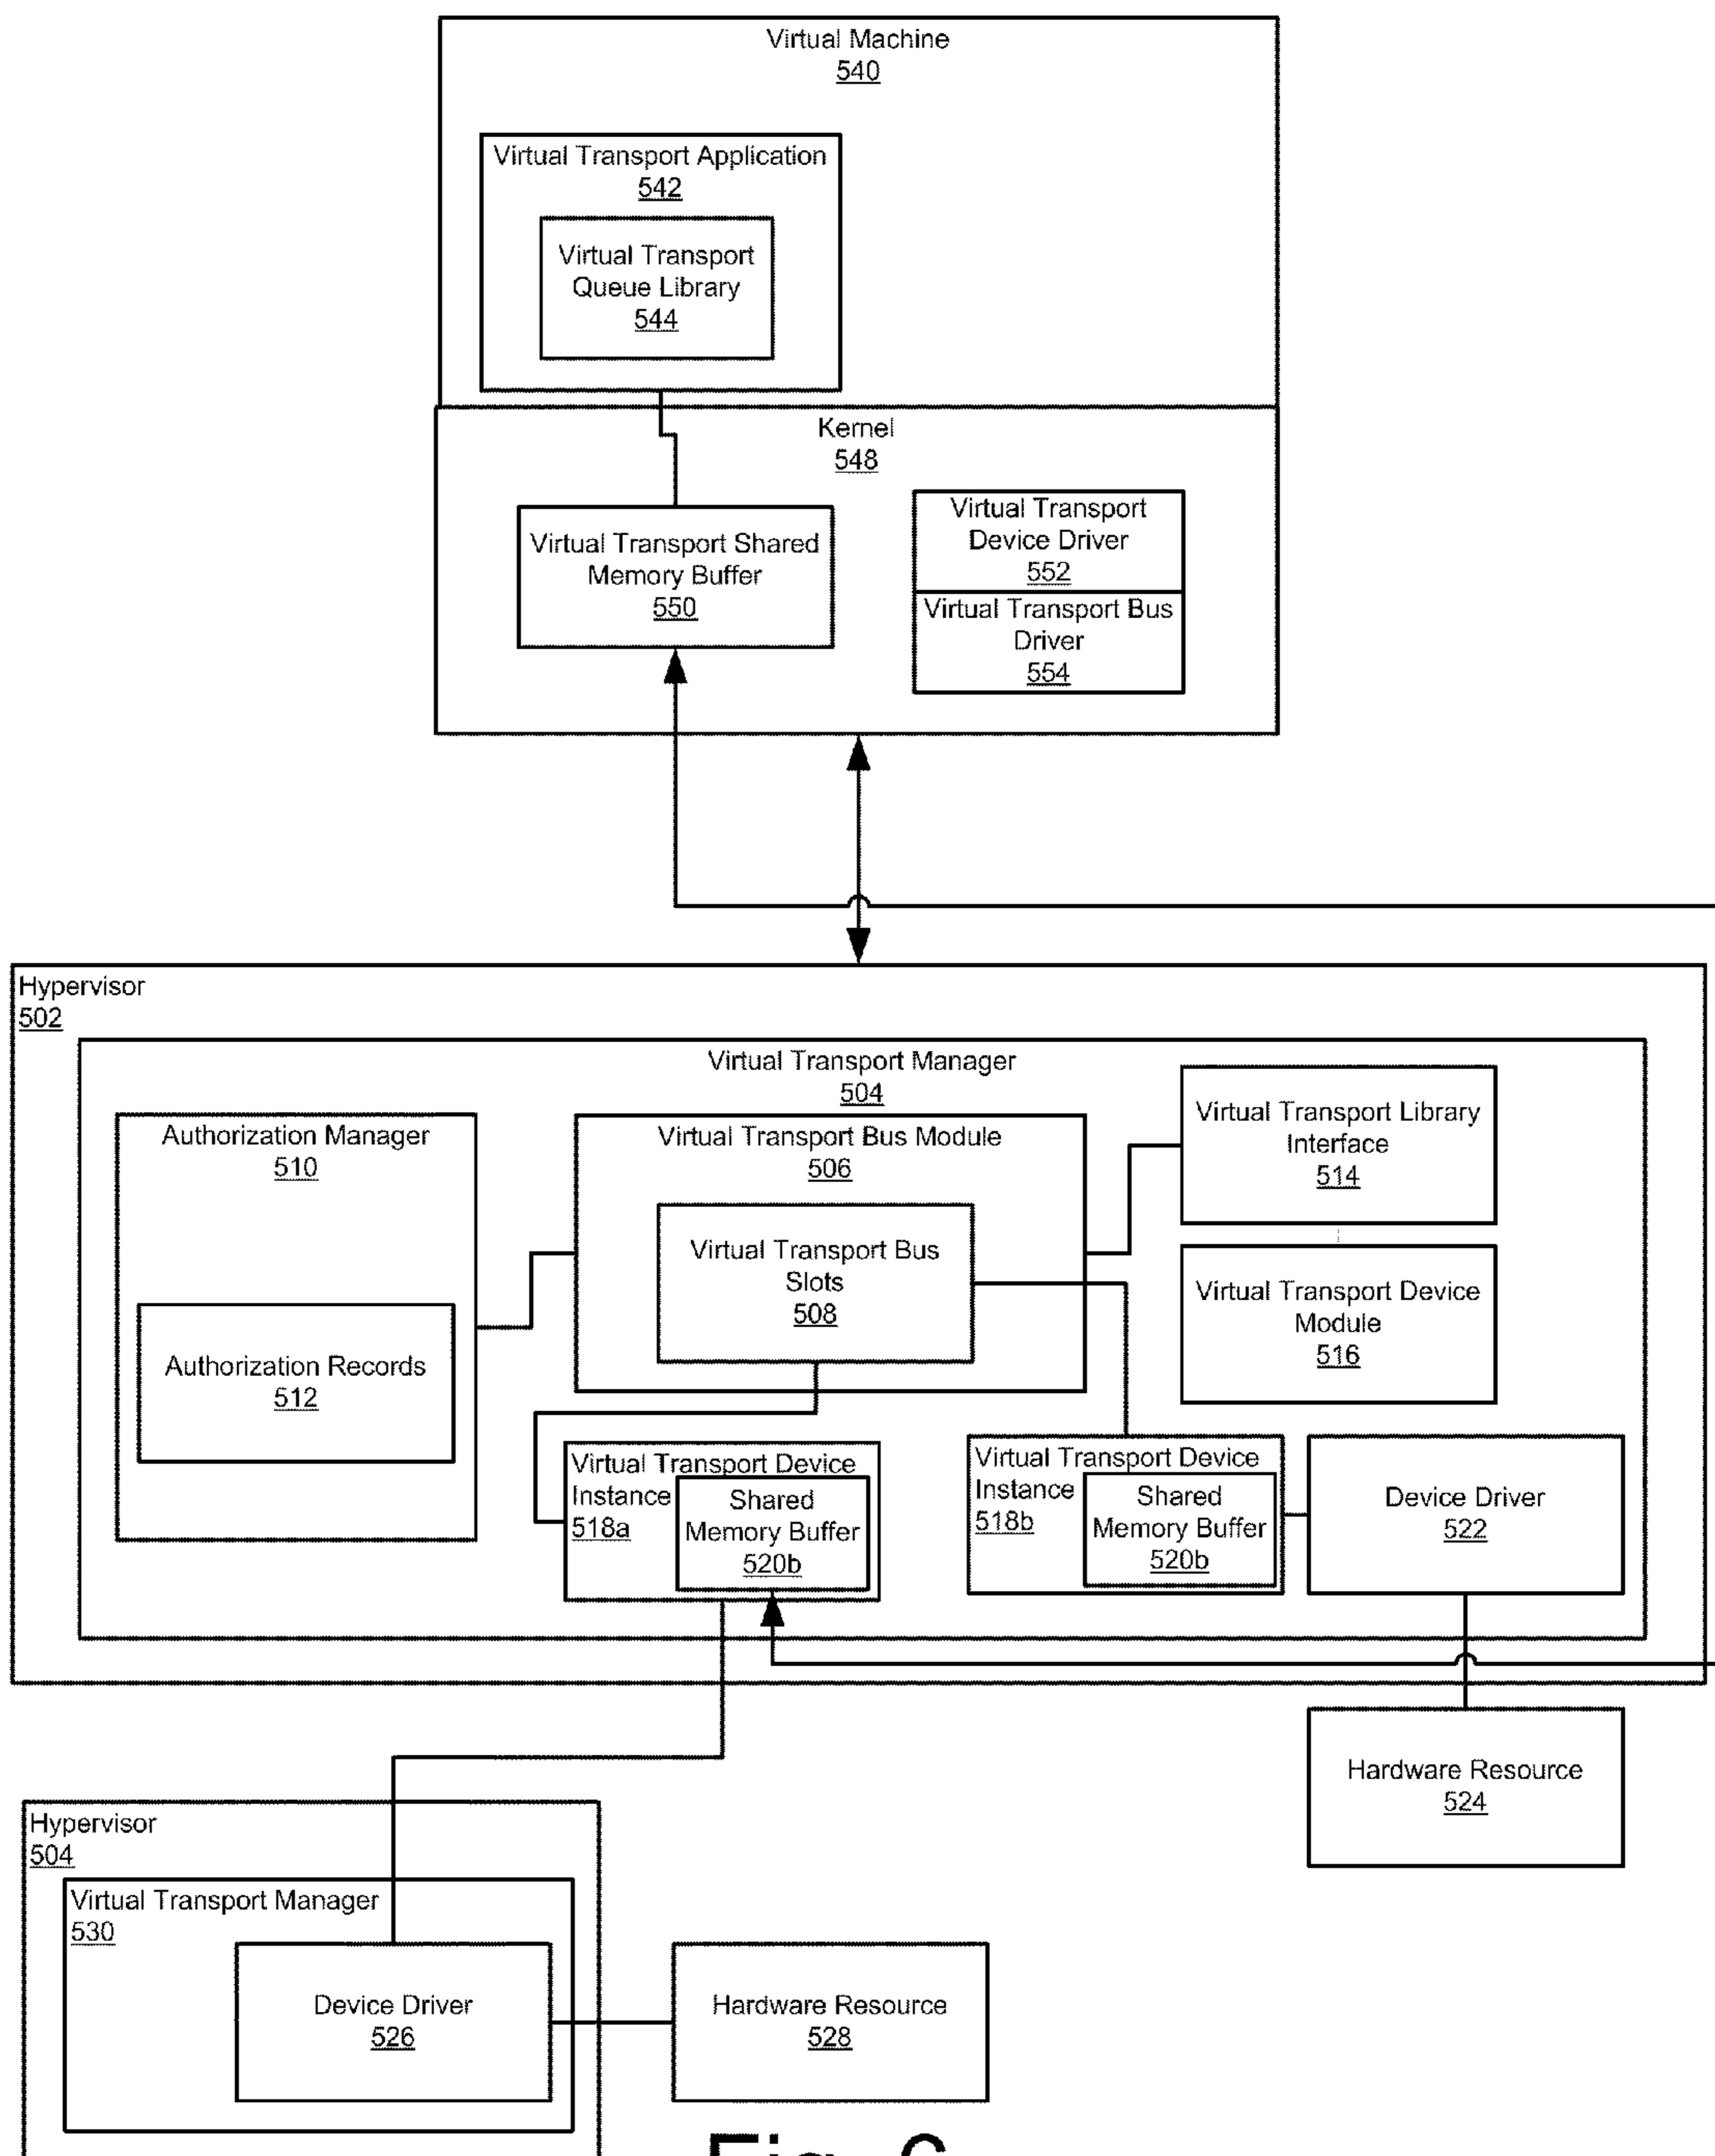 Virtual Machine
540
Virtual Transport Application
542
Virtual Transport
Queue Library
544
Kernel
548
Virtual Transport Shared
Memory Buffer
550
Virtual Transport
Device Driver
552
Virtual Transport Bus
Driver
554
Hypervisor
502
Virtual Transport Manager
504
Authorization Manager
510
Authorization Records
512
Virtual Transport Bus Module
506
Virtual Transport Bus
Slots
508
Virtual Transport Library
Interface
514
Virtual Transport Device
Module
516
Virtual Transport Device
Instance
518a
Shared
Memory Buffer
520b
Virtual Transport Device
Instance
518b
Shared
Memory Buffer
520b
Device Driver
522
Hardware Resource
524
Hypervisor
504
Virtual Transport Manager
530
Device Driver
526
Hardware Resource
528